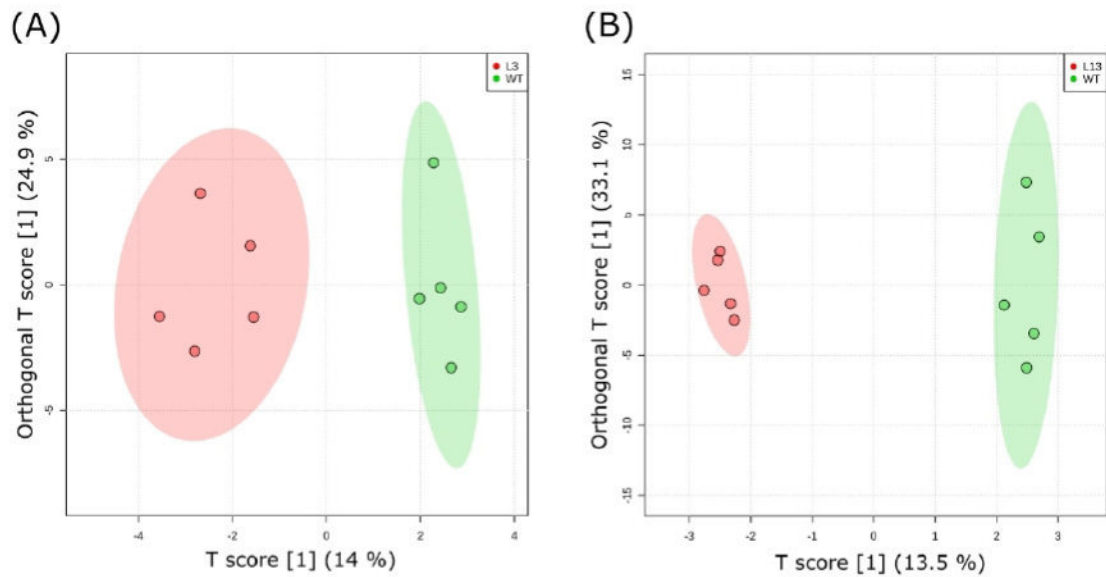 (A)
L3
WT
Orthogonal T score [1] (24.9 %)
5
0
-5
-4
-2
0
2
4
T score [1] (14 %)
(B)
L13
WT
Orthogonal T score [1] (33.1 %)
15
10
5
0
-5
-10
-15
-3
-2
-1
0
1
2
3
T score [1] (13.5 %)